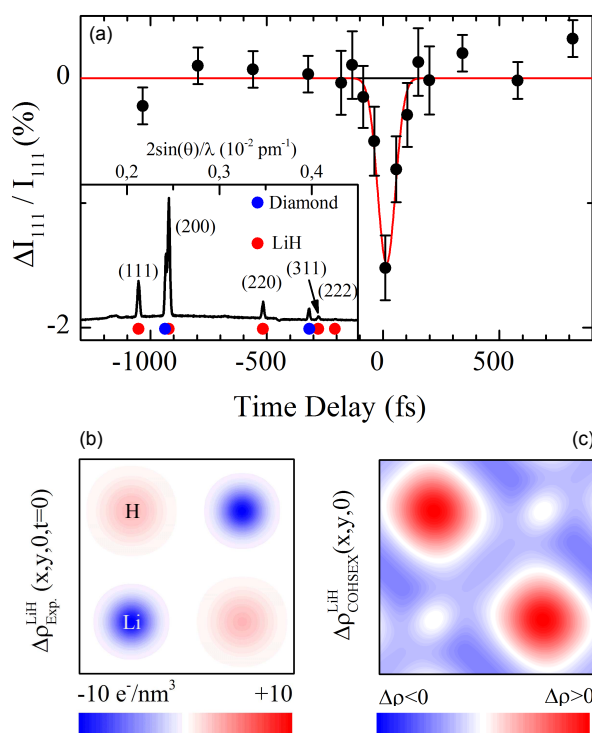 (a)
0
-2
ΔI₁₁₁ / I₁₁₁ (%)
2sin(θ)/λ (10⁻² pm⁻¹)
0,2 0,3 0,4
Diamond
LiH
(200)
(111)
(220)
(311)
(222)
-1000 -500 0 500
Time Delay (fs)
(b)
H
Li
Δρ^LiH_Exp. (x,y,0,t=0)
-10 e⁻/nm³ +10
(c)
Δρ^LiH_COHSEX (x,y,0)
Δρ<0 Δρ>0